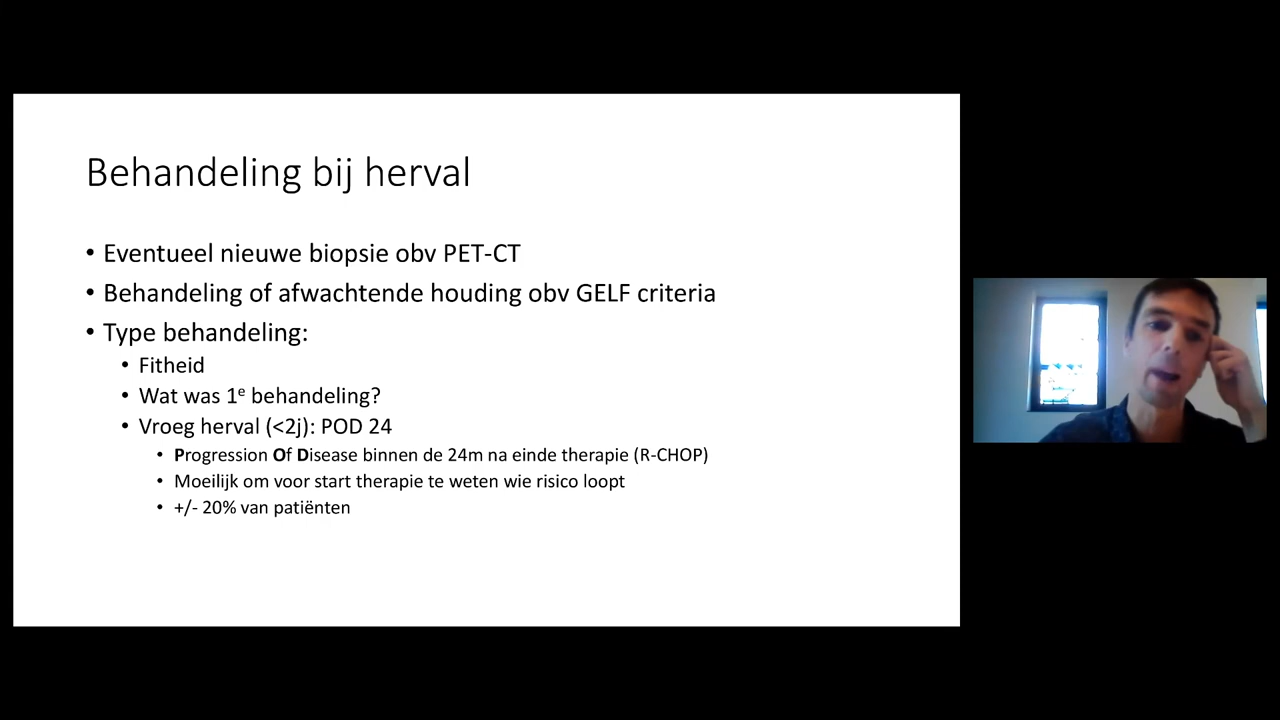 Behandeling bij herval
• Eventueel nieuwe biopsie obv PET-CT
• Behandeling of afwachtende houding obv GELF criteria
• Type behandeling:
• Fitheid
• Wat was 1e behandeling?
• Vroeg herval (<2j): POD 24
• Progression Of Disease binnen de 24m na einde therapie (R-CHOP)
• Moeilijk om voor start therapie te weten wie risico loopt
• +/- 20% van patiënten